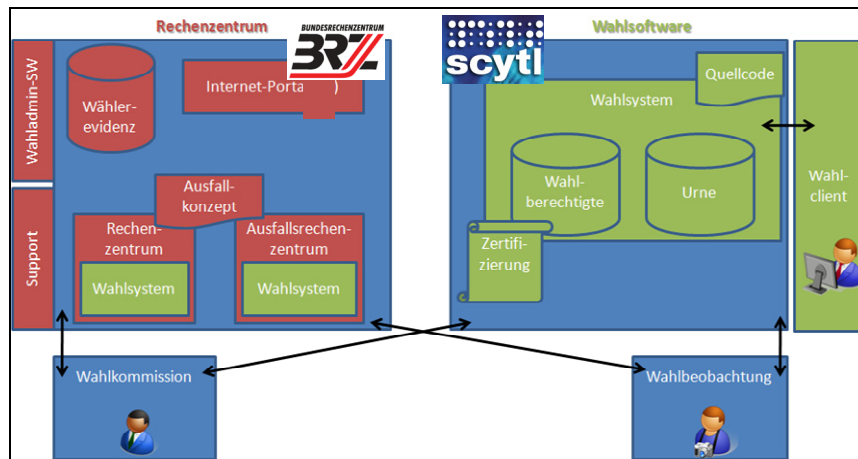 Rechenzentrum
BUNDESRECHENZENTRUM
BRZ
scytl
Wahlsoftware
Wahladmin-SW
Wähler-
evidenz
Internet-Porta )
Quellcode
Wahlsystem
Wahl-
berechtigte
Urne
Wahl-
client
Support
Ausfall-
konzept
Rechen-
zentrum
Wahlsystem
Ausfallsrechen-
zentrum
Wahlsystem
Zertifi-
zierung
Wahlkommission
Wahlbeobachtung